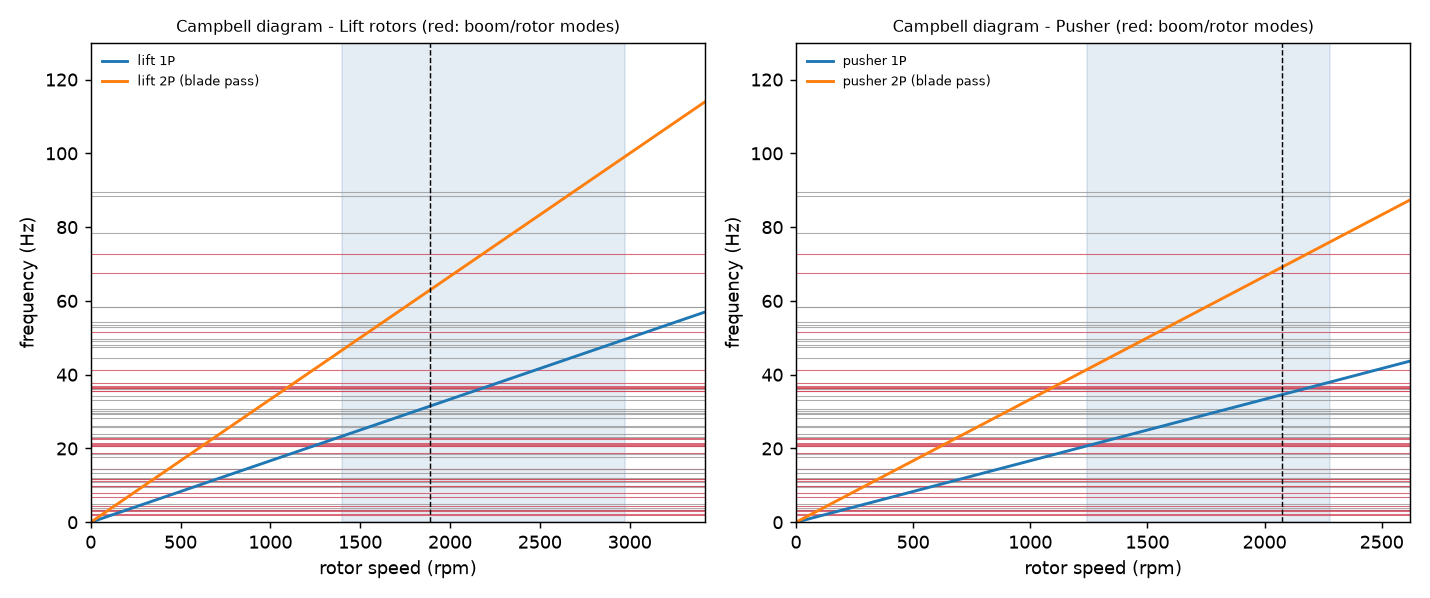 Campbell diagram - Lift rotors (red: boom/rotor modes)
lift 1P
lift 2P (blade pass)
frequency (Hz)
120
100
80
60
40
20
0
0 500 1000 1500 2000 2500 3000
rotor speed (rpm)
Campbell diagram - Pusher (red: boom/rotor modes)
pusher 1P
pusher 2P (blade pass)
frequency (Hz)
120
100
80
60
40
20
0
0 500 1000 1500 2000 2500
rotor speed (rpm)